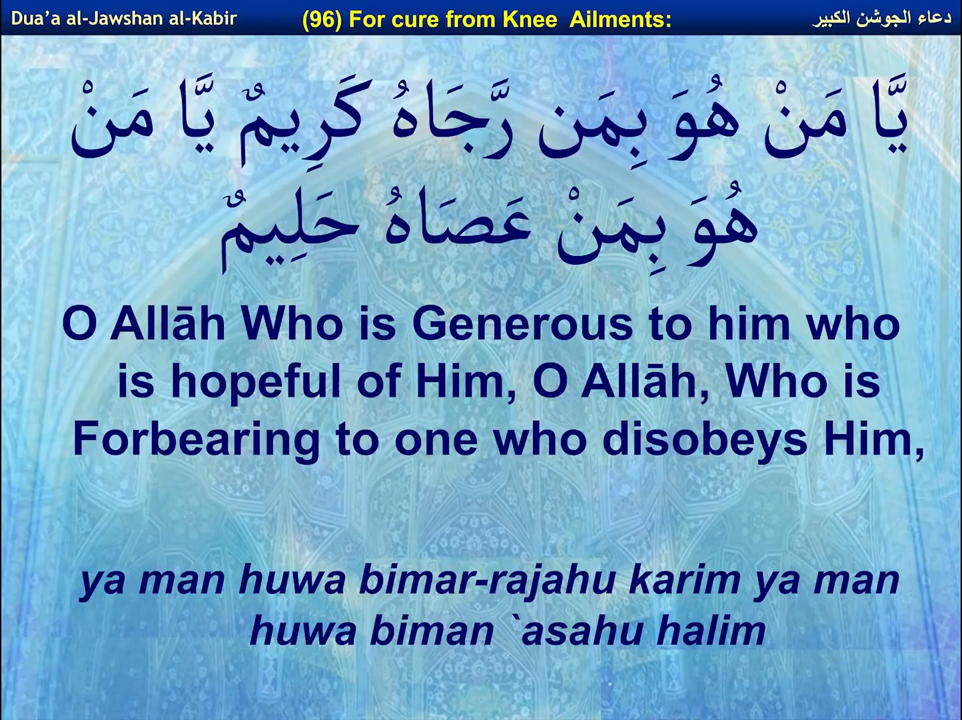 Dua'a al-Jawshan al-Kabir
(96) For cure from Knee Ailments:
دعاء الجوشن الكبير
يَّا مَنْ هُوَ بِمَن رَّجَاهُ كَرِيمٌ يَّا مَنْ
هُوَ بِمَنْ عَصَاهُ حَلِيمٌ
O Allāh Who is Generous to him who
is hopeful of Him, O Allāh, Who is
Forbearing to one who disobeys Him,
ya man huwa bimar-rajahu karim ya man
huwa biman `asahu halim